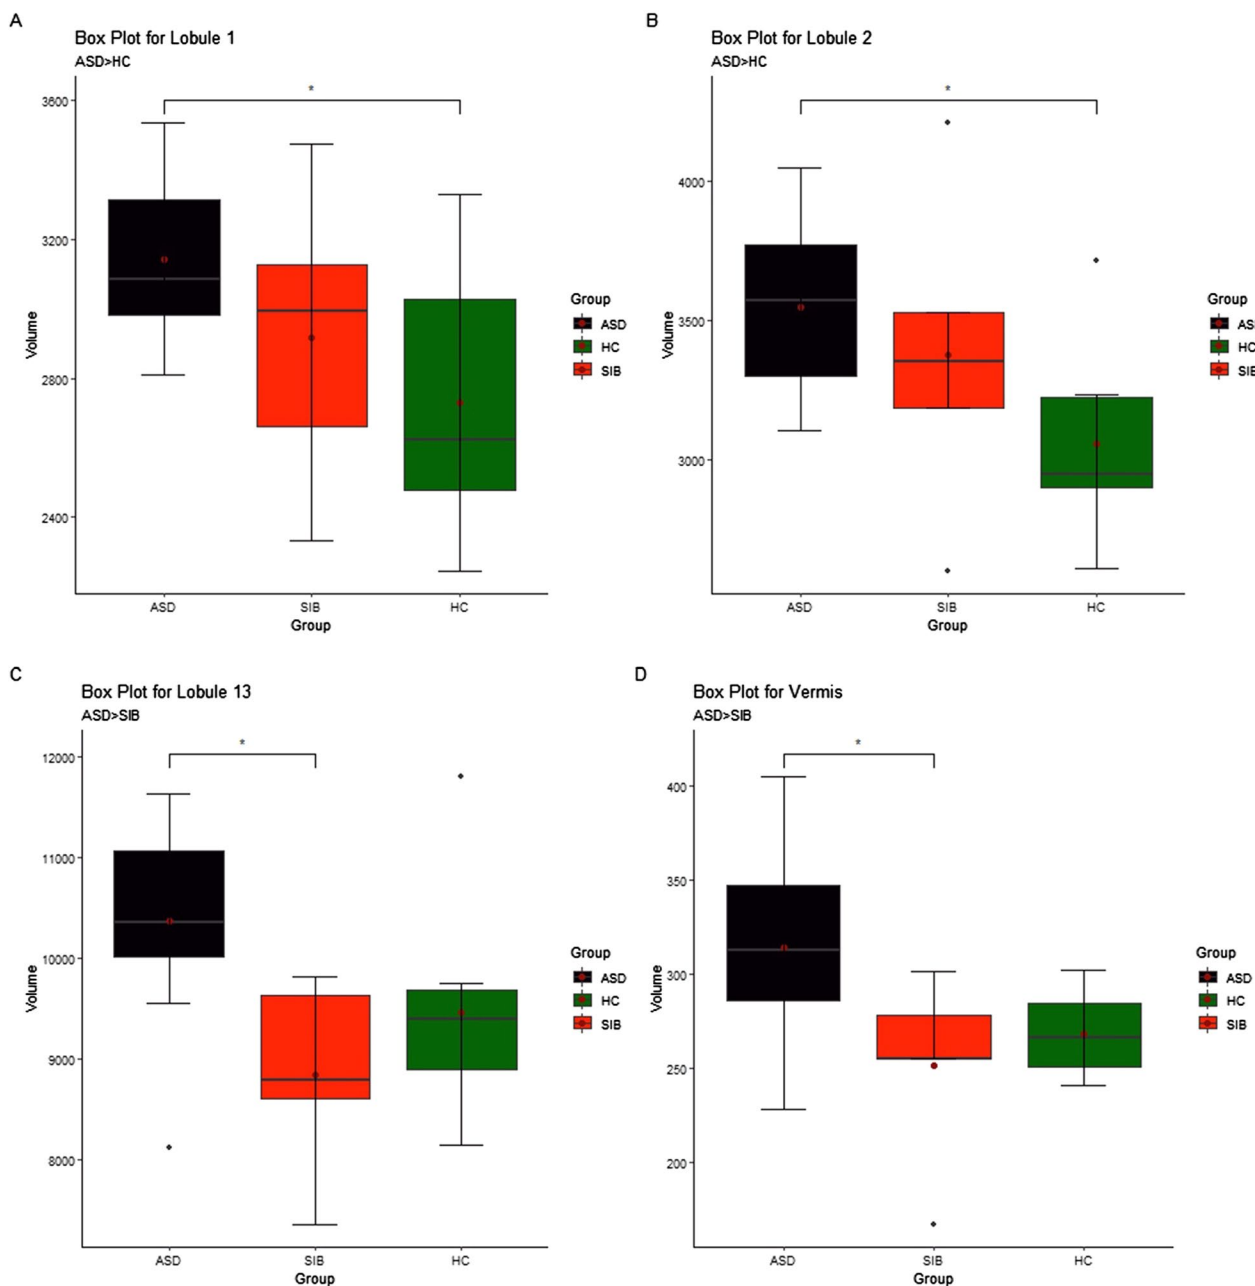 A
Box Plot for Lobule 1
ASD>HC
*
3600
3200
2800
2400
Volume
ASD
SIB
HC
Group
Group
ASD
HC
SIB
B
Box Plot for Lobule 2
ASD>HC
*
4000
3500
3000
Volume
ASD
SIB
HC
Group
Group
AS
HC
SIB
C
Box Plot for Lobule 13
ASD>SIB
*
12000
11000
10000
9000
8000
Volume
ASD
SIB
HC
Group
Group
ASD
HC
SIB
D
Box Plot for Vermis
ASD>SIB
*
400
350
300
250
200
Volume
ASD
SIB
HC
Group
Group
ASD
HC
SIB